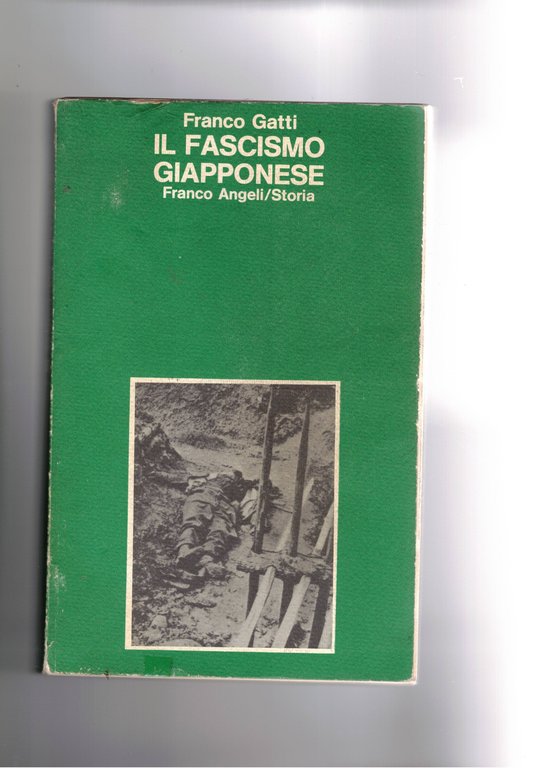 Franco Gatti
IL FASCISMO
GIAPPONESE
Franco Angeli/Storia